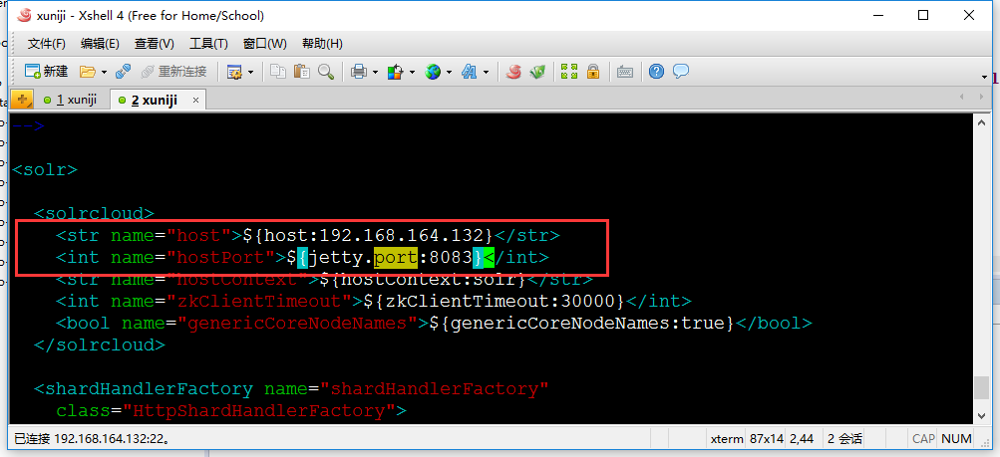 xuniji - Xshell 4 (Free for Home/School)
文件(F) 编辑(E) 查看(V) 工具(T) 窗口(W) 帮助(H)
新建 重新连接
1 xuniji 2 xuniji ×
-->
<solr>
<solrcloud>
<str name="host">${host:192.168.164.132}</str>
<int name="hostPort">${jetty.port:8083}</int>
<str name="hostContext">${hostContext:solr}</str>
<int name="zkClientTimeout">${zkClientTimeout:30000}</int>
<bool name="genericCoreNodeNames">${genericCoreNodeNames:true}</bool>
</solrcloud>
<shardHandlerFactory name="shardHandlerFactory"
class="HttpShardHandlerFactory">
已连接 192.168.164.132:22。 xterm 87x14 2,44 2 会话 CAP NUM